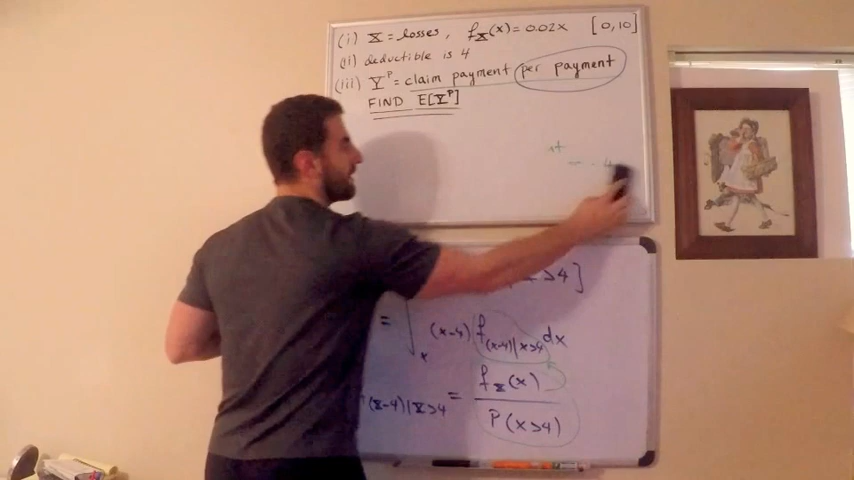 (i) X = losses, f_X(x) = 0.02x [0,10]
(ii) deductible is 4
(iii) Y^P = claim payment per payment
FIND E[Y^P]
>4]
= ∫_x (x-4) f_(x-4)|x>4 dx
(X-4)|X>4 = f_X(x) / P(x>4)